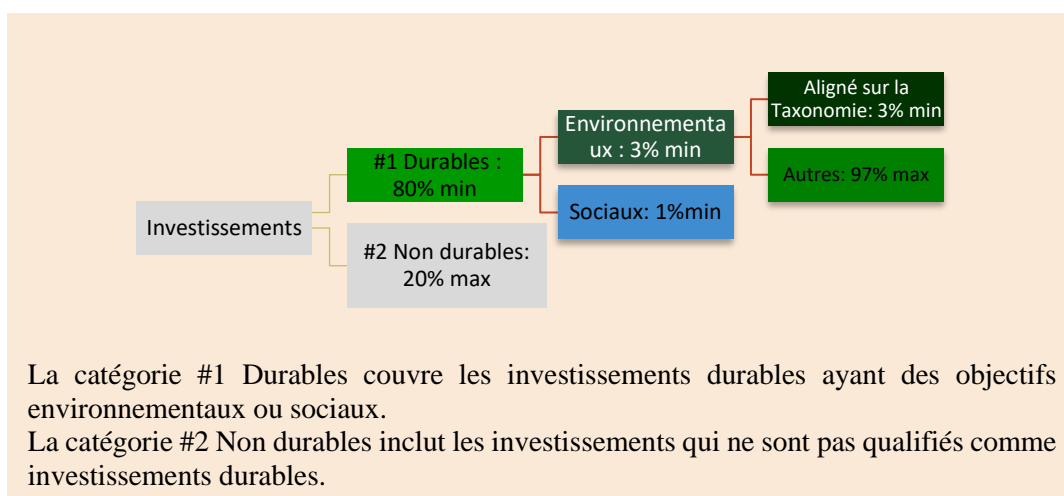 Investissements
#1 Durables :
80% min
#2 Non durables:
20% max
Environnementa
ux : 3% min
Sociaux: 1%min
Aligné sur la
Taxonomie: 3% min
Autres: 97% max
La catégorie #1 Durables couvre les investissements durables ayant des objectifs
environnementaux ou sociaux.
La catégorie #2 Non durables inclut les investissements qui ne sont pas qualifiés comme
investissements durables.